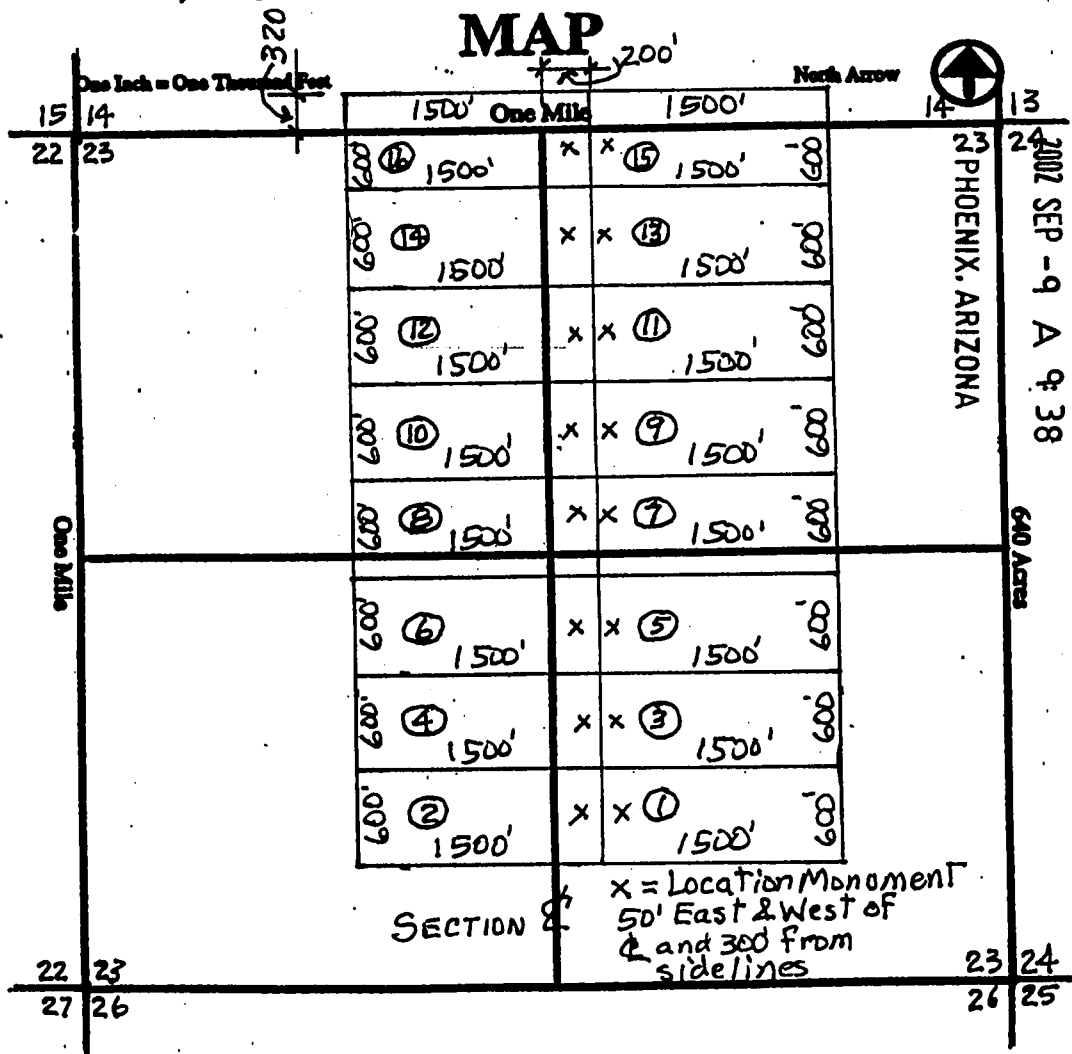 MAP
320
200'
One Inch = One Thousand Feet
North Arrow
1500' One Mile 1500'
15 14
14 13
22 23
23 24
2002 SEP -9 A 9:38
PHOENIX, ARIZONA
600' 16 1500' x x 15 1500' 600'
600' 14 1500' x x 13 1500' 600'
600' 12 1500' x x 11 1500' 600'
600' 10 1500' x x 9 1500' 600'
600' 8 1500' x x 7 1500' 600'
One Mile
640 Acres
600' 6 1500' x x 5 1500' 600'
600' 4 1500' x x 3 1500' 600'
600' 2 1500' x x 1 1500' 600'
SECTION ℄
x = Location Monument
50' East & West of
℄ and 300' from
sidelines
22 23
23 24
27 26
26 25